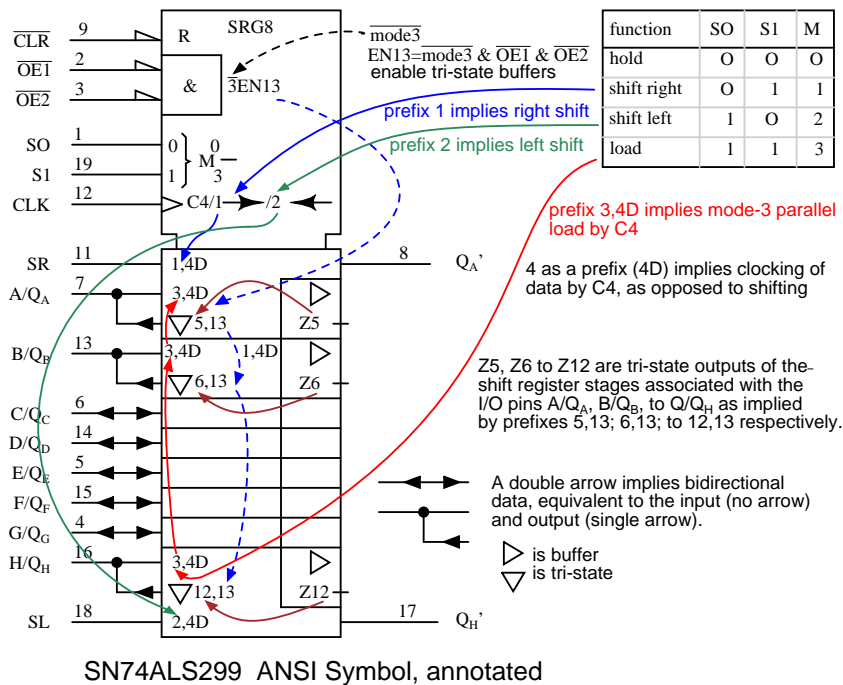 9
CLR
R
SRG8
2
OE1
3
OE2
&
3EN13
mode3
EN13=mode3 & OE1 & OE2
enable tri-state buffers
function SO S1 M
hold O O O
shift right O 1 1
shift left 1 O 2
load 1 1 3
prefix 1 implies right shift
prefix 2 implies left shift
1
SO
0
M
0
3
19
S1
1
12
CLK
C4/1
/2
prefix 3,4D implies mode-3 parallel
load by C4
11
SR
1,4D
8
QA'
4 as a prefix (4D) implies clocking of
data by C4, as opposed to shifting
7
A/QA
3,4D
5,13
Z5
13
B/QB
3,4D
1,4D
6,13
Z6
Z5, Z6 to Z12 are tri-state outputs of the
shift register stages associated with the
I/O pins A/QA, B/QB, to Q/QH as implied
by prefixes 5,13; 6,13; to 12,13 respectively.
6
C/QC
14
D/QD
5
E/QE
15
F/QF
4
G/QG
16
H/QH
3,4D
12,13
Z12
A double arrow implies bidirectional
data, equivalent to the input (no arrow)
and output (single arrow).
is buffer
is tri-state
18
SL
2,4D
17
QH'
SN74ALS299 ANSI Symbol, annotated